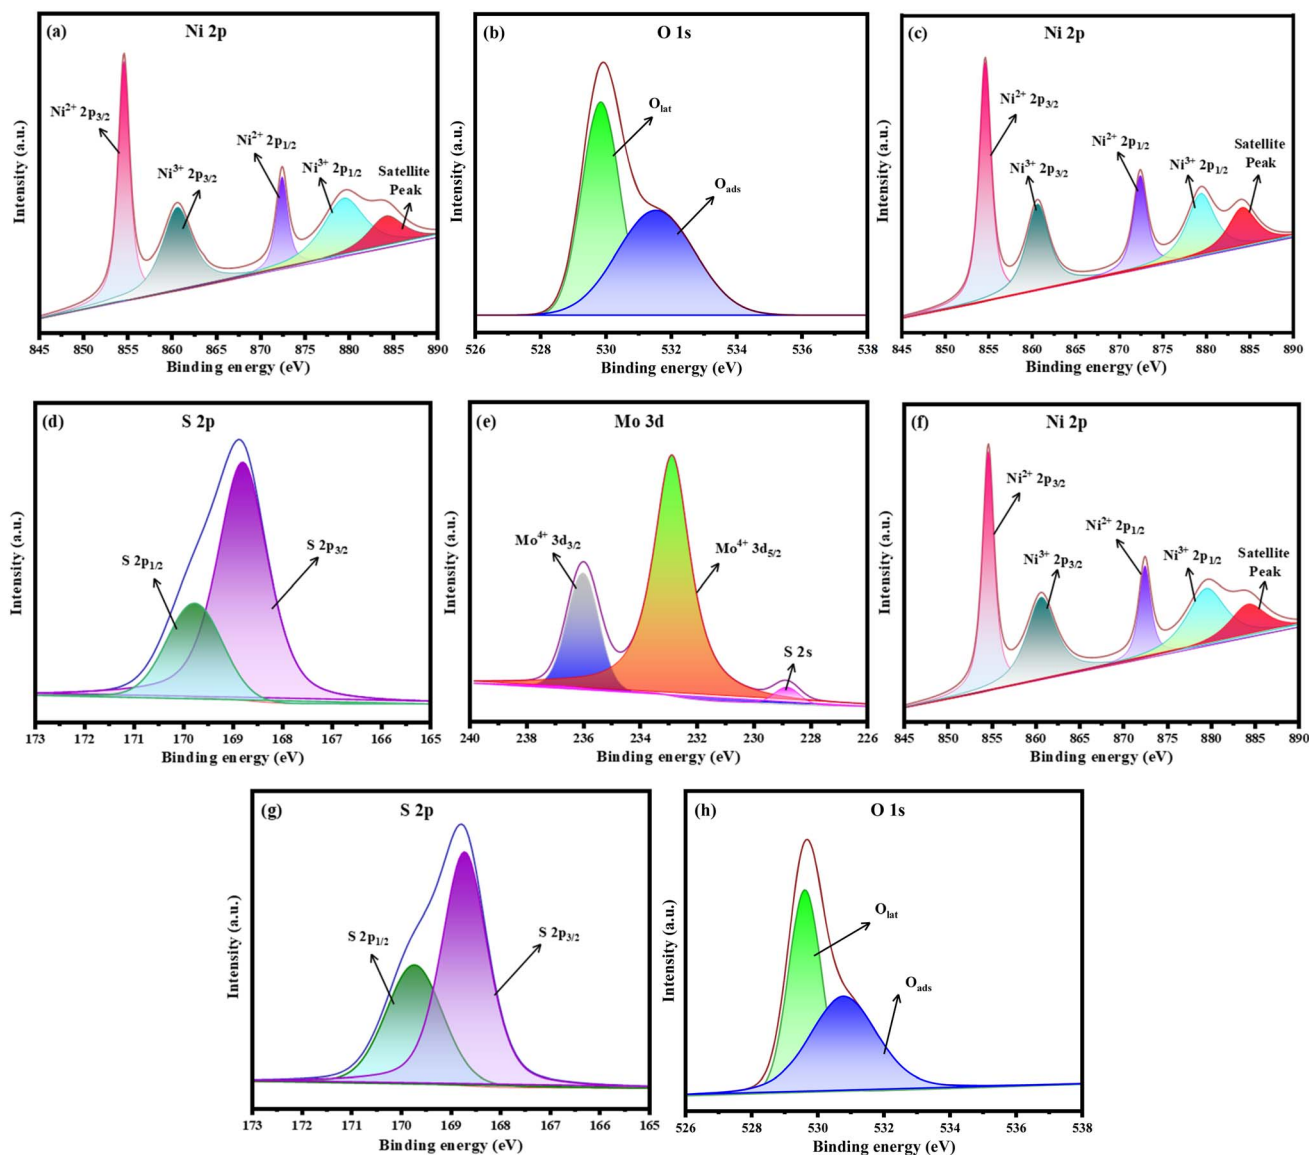 (a)
Ni 2p
Ni²⁺ 2p₃/₂
Ni³⁺ 2p₃/₂
Ni²⁺ 2p₁/₂
Ni³⁺ 2p₁/₂
Satellite
Peak
Intensity (a.u.)
845 855 865 870 875 880 885 890
Binding energy (eV)
(b)
O 1s
Olat
Oads
Intensity (a.u.)
526 528 530 532 534 536 538
Binding energy (eV)
(c)
Ni 2p
Ni²⁺ 2p₃/₂
Ni³⁺ 2p₃/₂
Ni²⁺ 2p₁/₂
Ni³⁺ 2p₁/₂
Satellite
Peak
Intensity (a.u.)
845 855 860 865 870 875 880 885 890
Binding energy (eV)
(d)
S 2p
S 2p₁/₂
S 2p₃/₂
Intensity (a.u.)
173 172 171 170 169 168 167 166 165
Binding energy (eV)
(e)
Mo 3d
Mo⁴⁺ 3d₃/₂
Mo⁴⁺ 3d₅/₂
S 2s
Intensity (a.u.)
240 238 236 234 232 230 228 226
Binding energy (eV)
(f)
Ni 2p
Ni²⁺ 2p₃/₂
Ni³⁺ 2p₃/₂
Ni²⁺ 2p₁/₂
Ni³⁺ 2p₁/₂
Satellite
Peak
Intensity (a.u.)
845 855 860 865 870 875 880 885 890
Binding energy (eV)
(g)
S 2p
S 2p₁/₂
S 2p₃/₂
Intensity (a.u.)
173 172 171 170 169 168 167 166 165
Binding energy (eV)
(h)
O 1s
Olat
Oads
Intensity (a.u.)
526 528 530 532 534 536 538
Binding energy (eV)